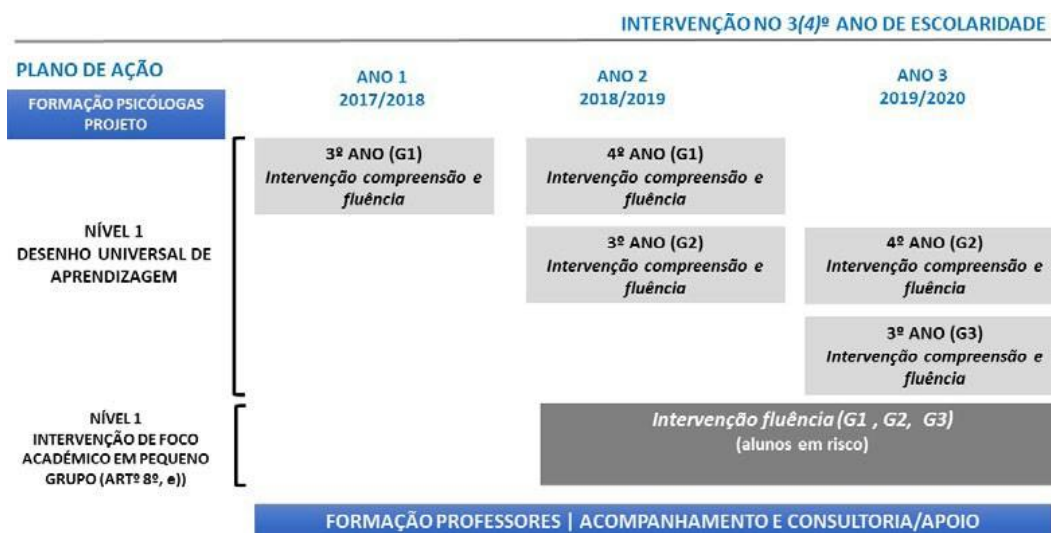 INTERVENÇÃO NO 3(4)º ANO DE ESCOLARIDADE
PLANO DE AÇÃO
FORMAÇÃO PSICÓLOGAS
PROJETO
ANO 1
2017/2018
ANO 2
2018/2019
ANO 3
2019/2020
NÍVEL 1
DESENHO UNIVERSAL DE
APRENDIZAGEM
3º ANO (G1)
Intervenção compreensão e
fluência
4º ANO (G1)
Intervenção compreensão e
fluência
3º ANO (G2)
Intervenção compreensão e
fluência
4º ANO (G2)
Intervenção compreensão e
fluência
3º ANO (G3)
Intervenção compreensão e
fluência
NÍVEL 1
INTERVENÇÃO DE FOCO
ACADÉMICO EM PEQUENO
GRUPO (ARTº 8º, e))
Intervenção fluência (G1 , G2, G3)
(alunos em risco)
FORMAÇÃO PROFESSORES | ACOMPANHAMENTO E CONSULTORIA/APOIO